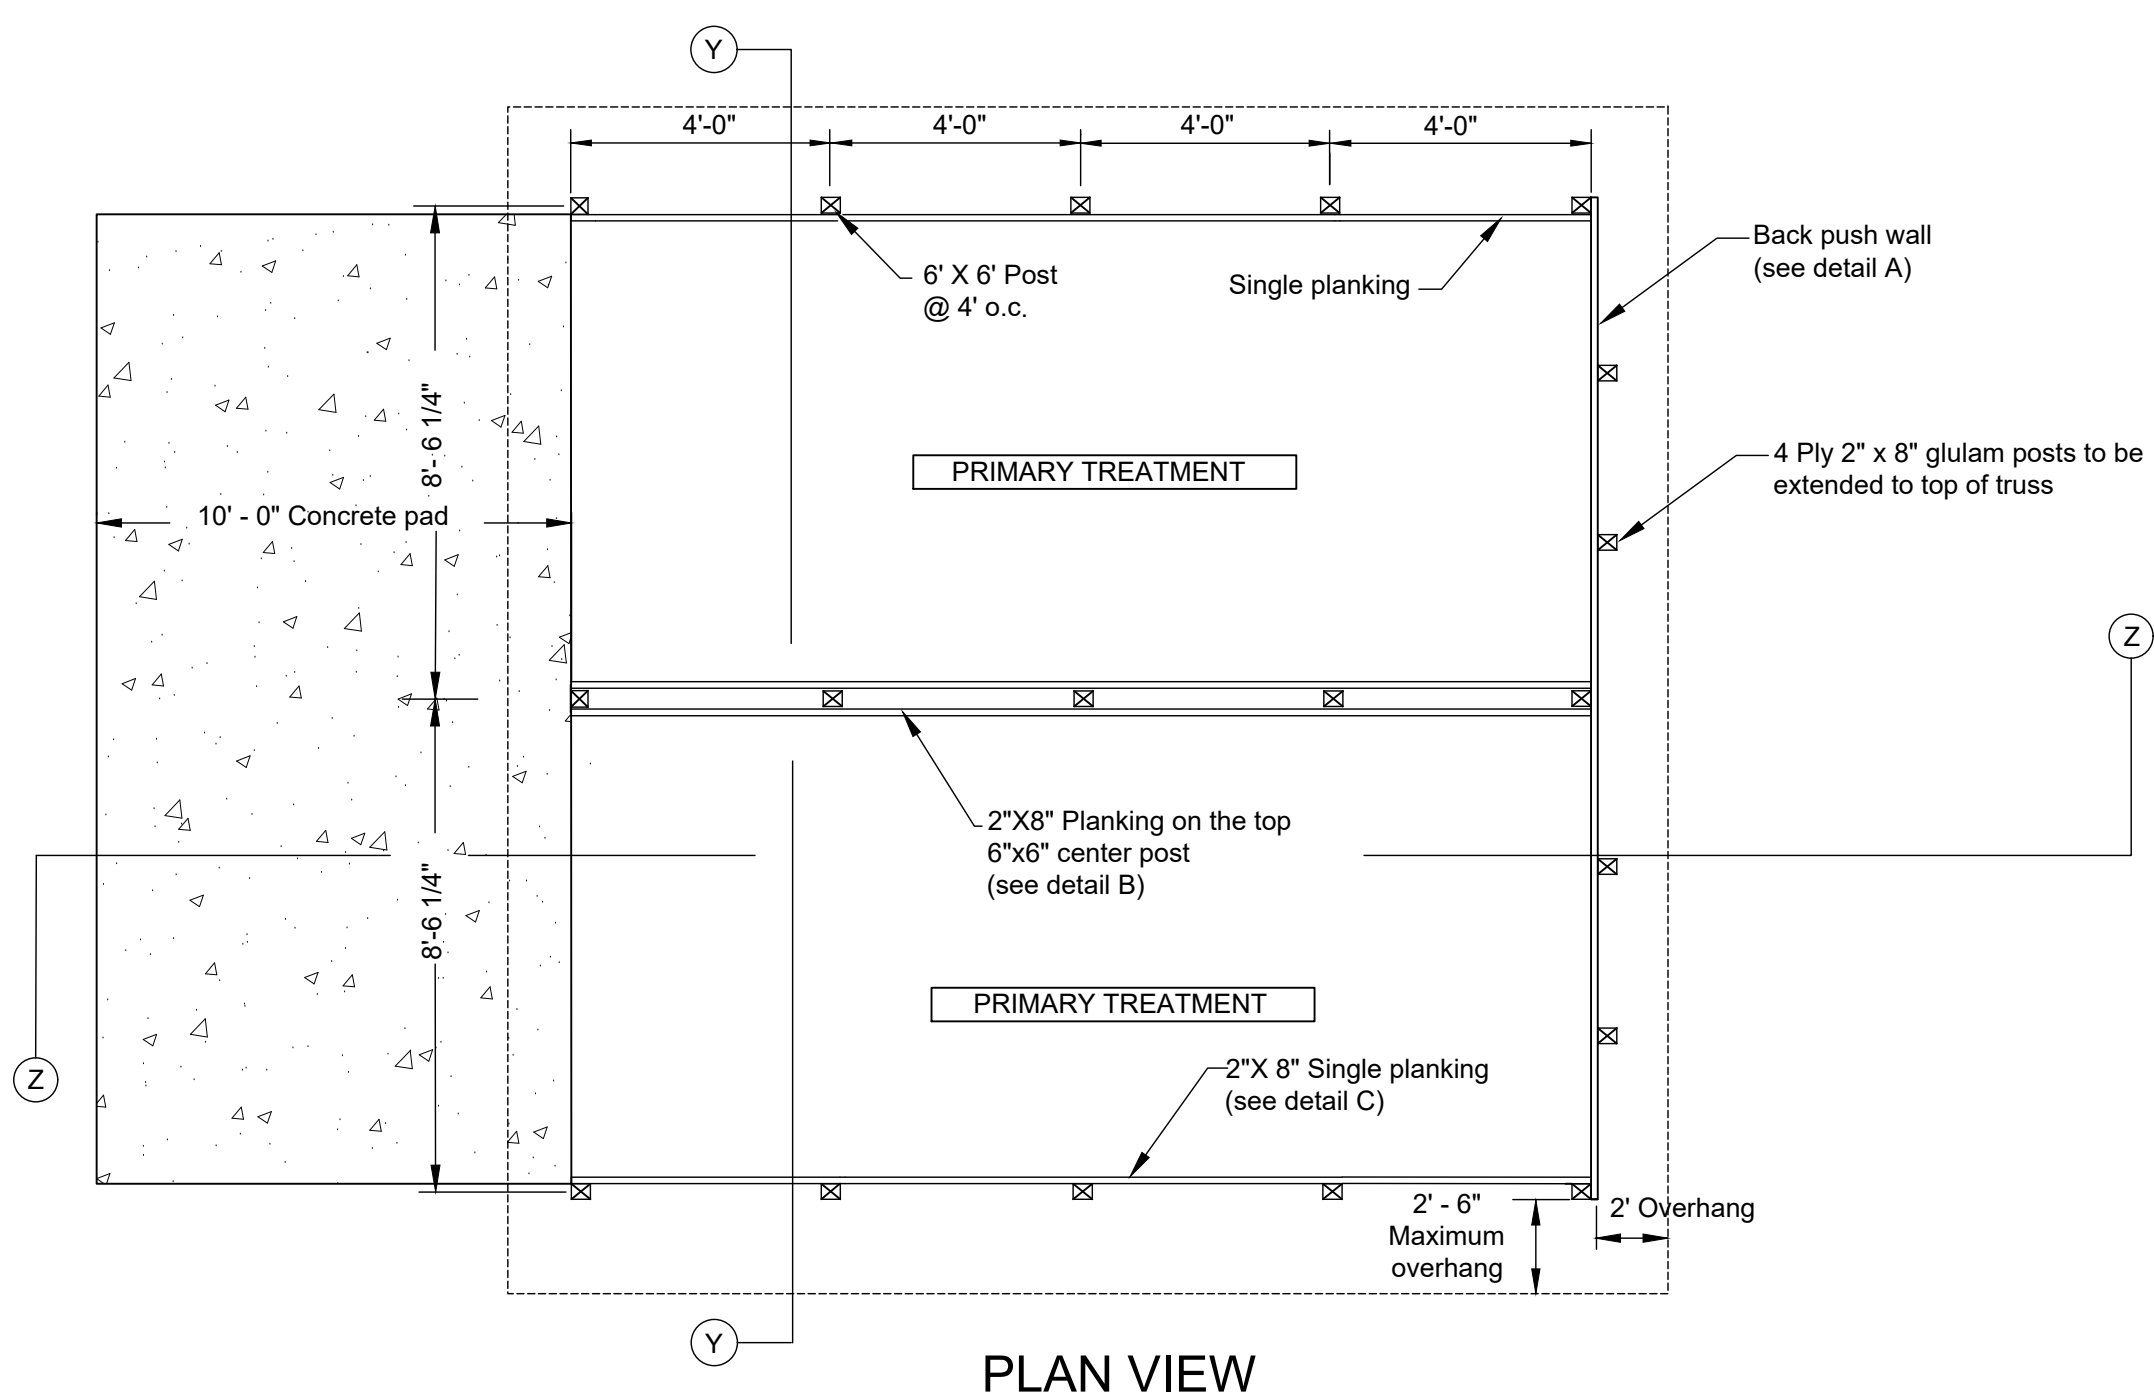 Y
4'-0"
4'-0"
4'-0"
4'-0"
Back push wall
(see detail A)
6' X 6' Post
@ 4' o.c.
Single planking
8'- 6 1/4"
PRIMARY TREATMENT
4 Ply 2" x 8" glulam posts to be
extended to top of truss
10' - 0" Concrete pad
Z
2"X8" Planking on the top
6"x6" center post
(see detail B)
8'-6 1/4"
PRIMARY TREATMENT
2"X 8" Single planking
(see detail C)
Z
2' - 6"
Maximum
overhang
2' Overhang
Y
PLAN VIEW